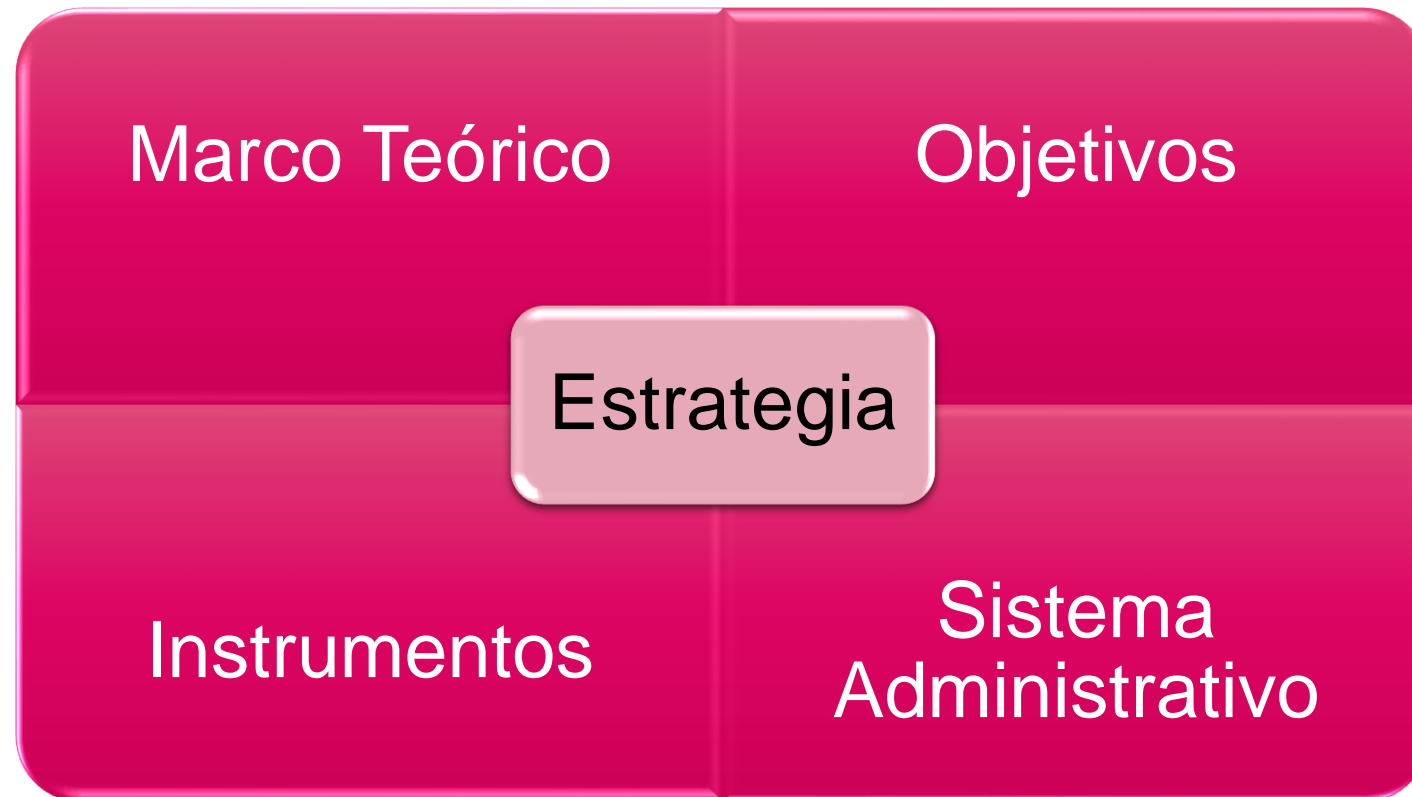 Marco Teórico
Objetivos
Estrategia
Instrumentos
Sistema
Administrativo